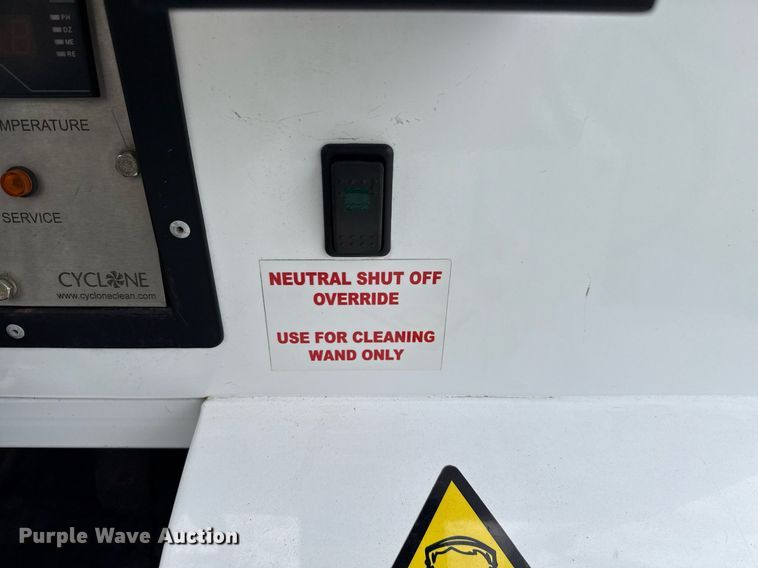 PH
DZ
ME
RE
MPERATURE
SERVICE
CYCLONE
www.cycloneclean.com
NEUTRAL SHUT OFF
OVERRIDE
USE FOR CLEANING
WAND ONLY
Purple Wave Auction